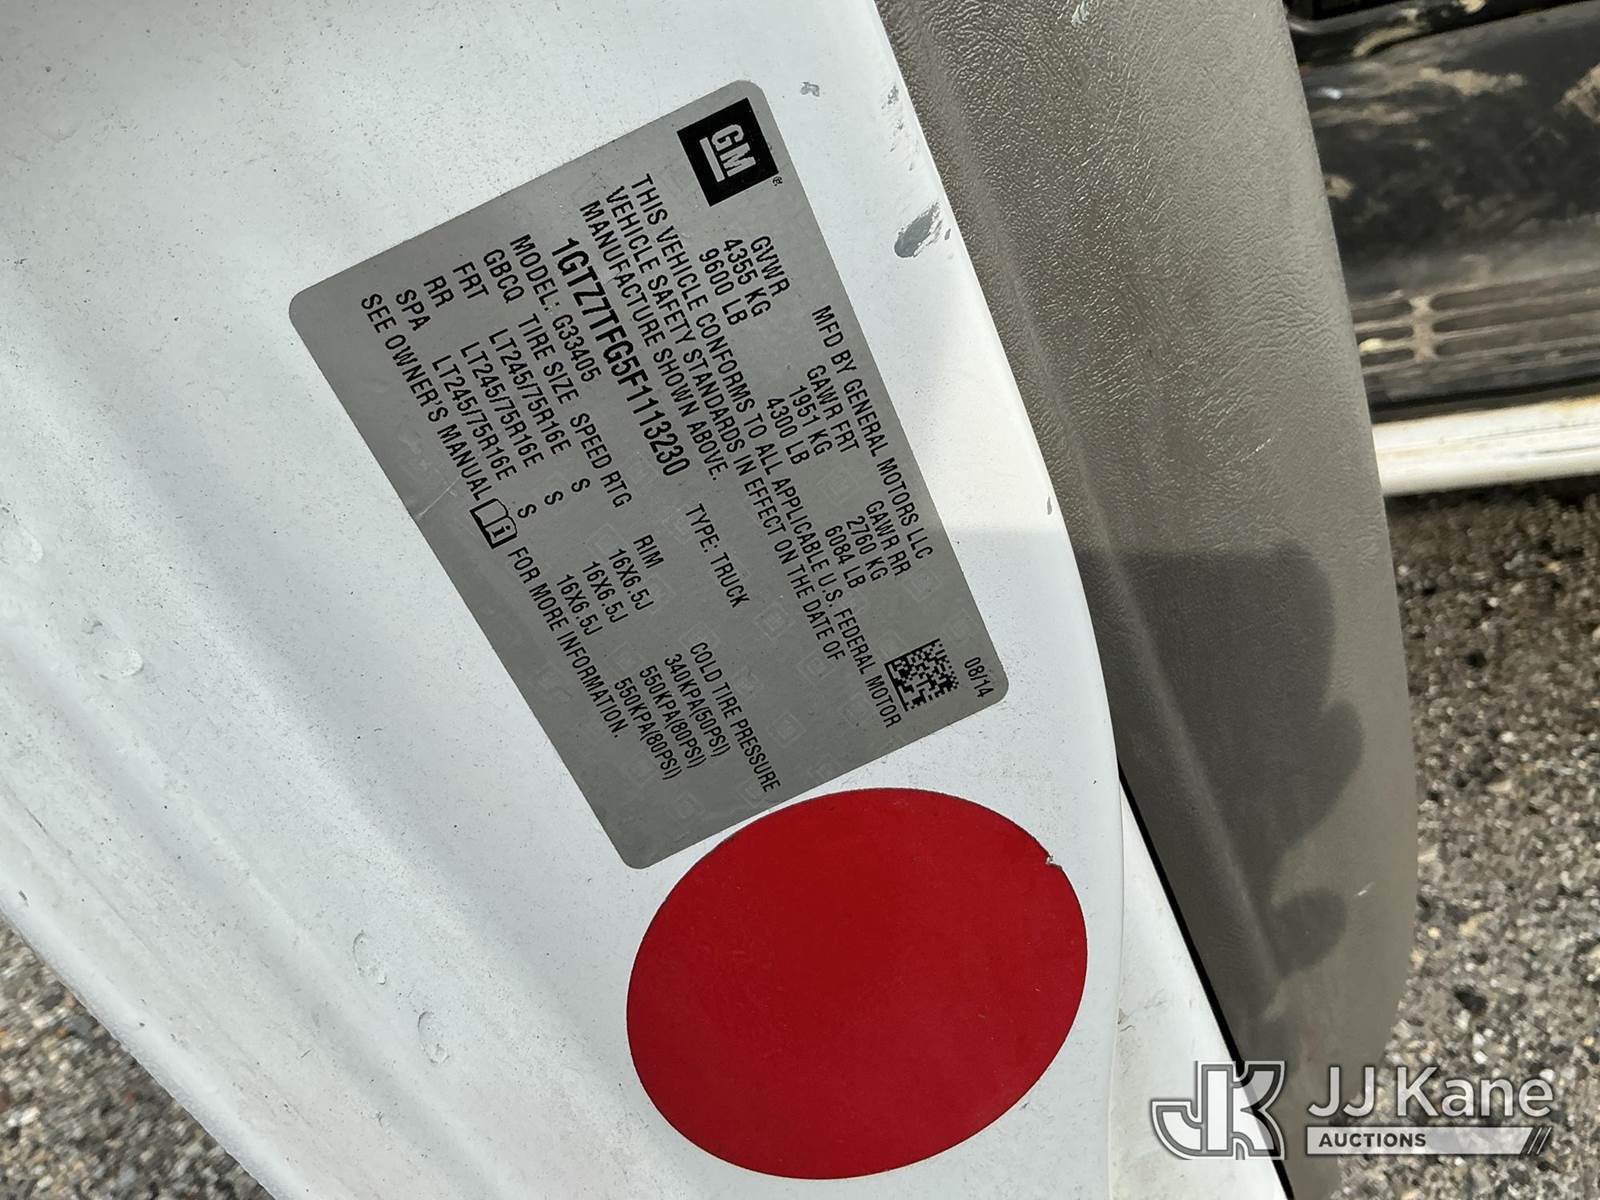 GM
MFD BY GENERAL MOTORS LLC
08/14
GVWR GAWR FRT GAWR RR
4355 KG 1951 KG 2760 KG
9600 LB 4300 LB 6084 LB
THIS VEHICLE CONFORMS TO ALL APPLICABLE U.S. FEDERAL MOTOR
VEHICLE SAFETY STANDARDS IN EFFECT ON THE DATE OF
MANUFACTURE SHOWN ABOVE.
1GTZ7TFG5F1113230 TYPE: TRUCK
MODEL: G33405
GBCQ TIRE SIZE SPEED RTG RIM COLD TIRE PRESSURE
FRT LT245/75R16E S 16X6.5J 340KPA(50PSI)
RR LT245/75R16E S 16X6.5J 550KPA(80PSI)
SPA LT245/75R16E S 16X6.5J 550KPA(80PSI)
SEE OWNER'S MANUAL FOR MORE INFORMATION.
JK JJ Kane
AUCTIONS